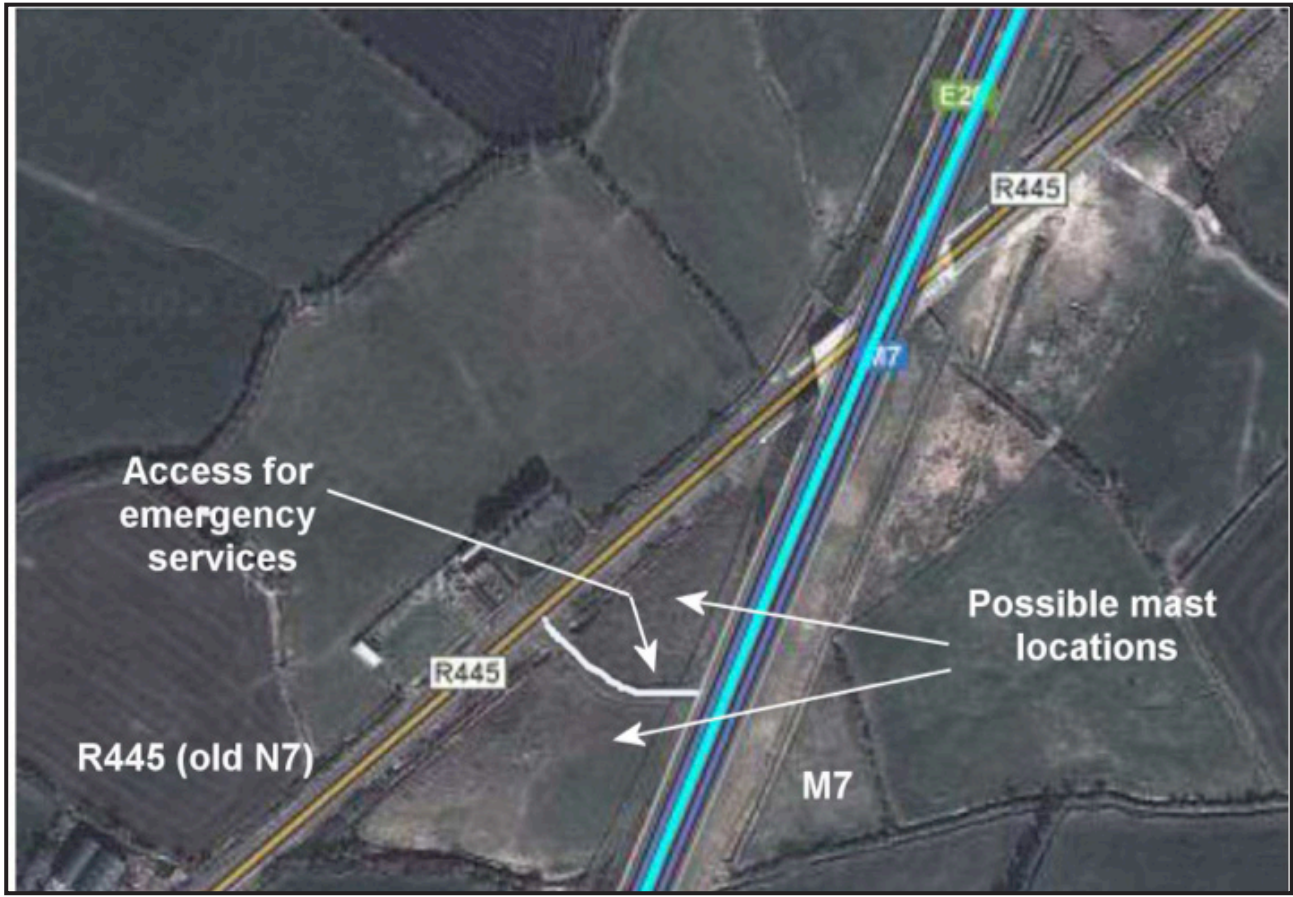 E20
R445
M7
Access for
emergency
services
Possible mast
locations
R445
R445 (old N7)
M7